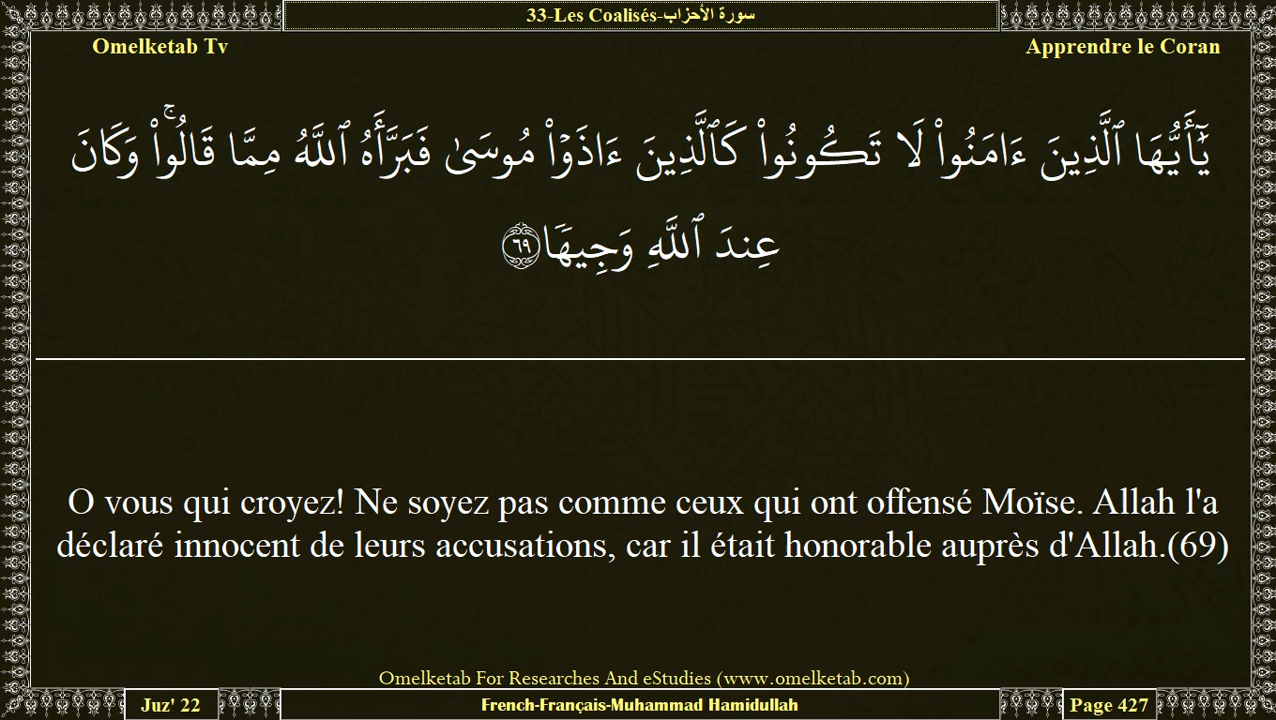 33-Les Coalisés-سورة الأحزاب
Omelketab Tv
Apprendre le Coran
يَٰٓأَيُّهَا ٱلَّذِينَ ءَامَنُوا۟ لَا تَكُونُوا۟ كَٱلَّذِينَ ءَاذَوْا۟ مُوسَىٰ فَبَرَّأَهُ ٱللَّهُ مِمَّا قَالُوا۟ۚ وَكَانَ
عِندَ ٱللَّهِ وَجِيهًا ٦٩
O vous qui croyez! Ne soyez pas comme ceux qui ont offensé Moïse. Allah l'a
déclaré innocent de leurs accusations, car il était honorable auprès d'Allah.(69)
Omelketab For Researches And eStudies (www.omelketab.com)
Juz' 22
French-Français-Muhammad Hamidullah
Page 427